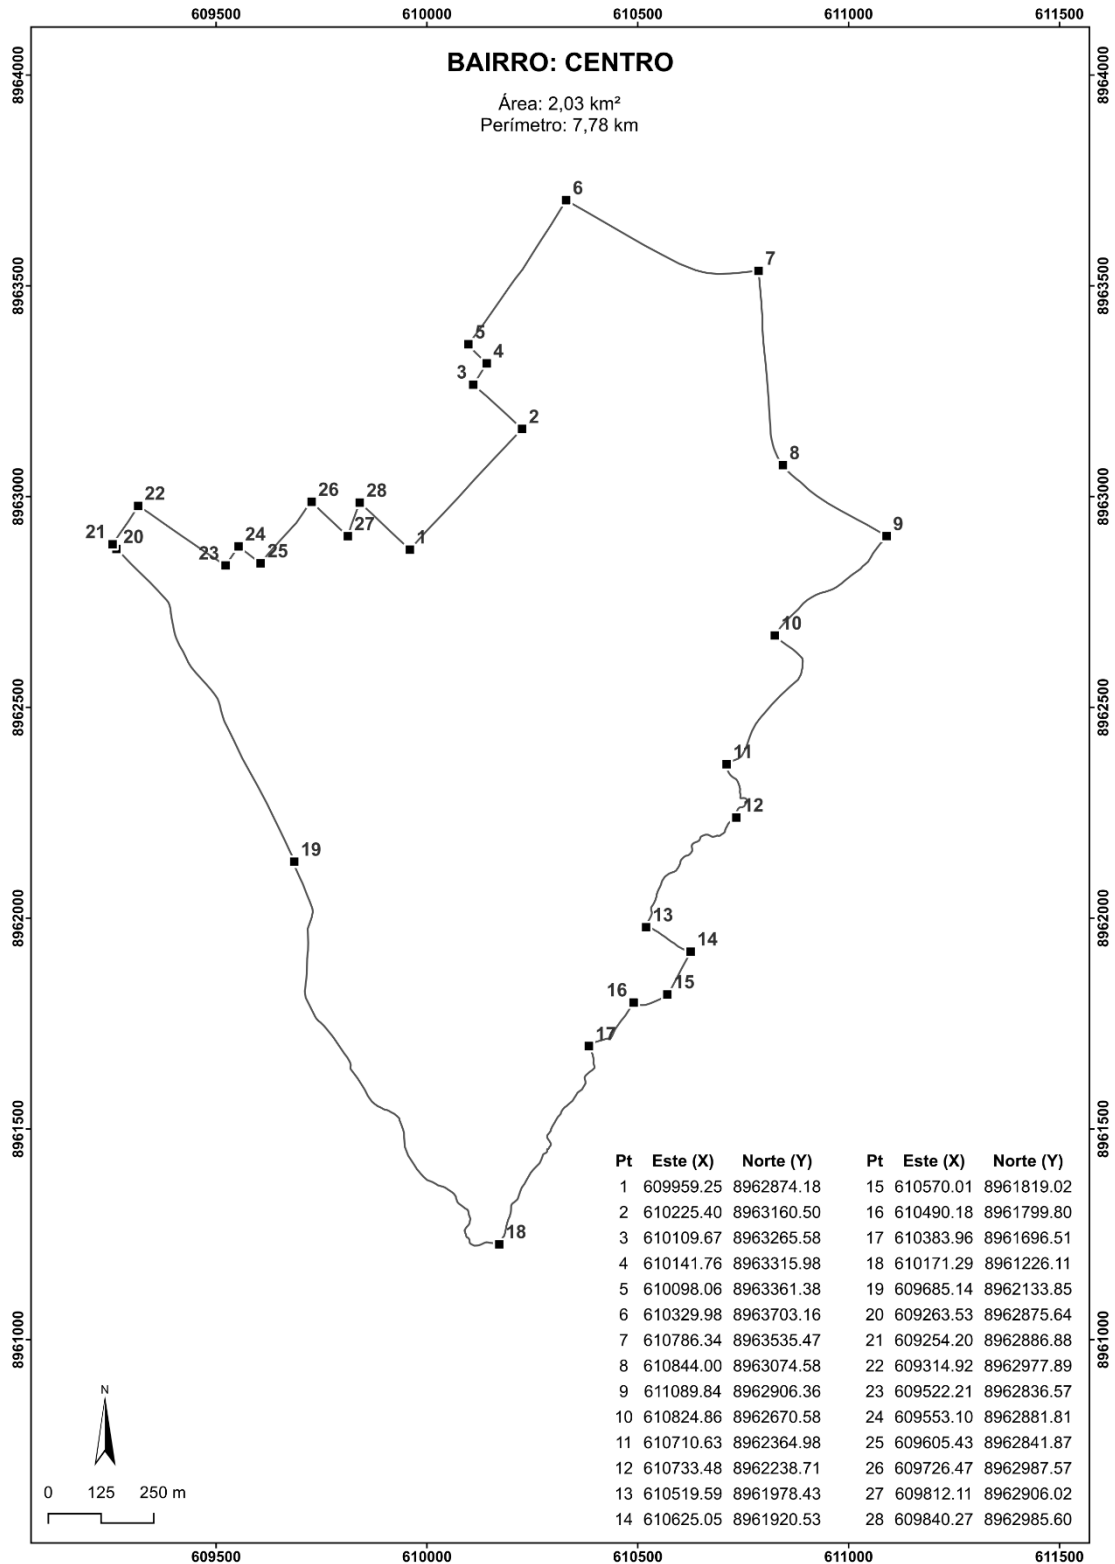 609500 610000 610500 611000 611500
BAIRRO: CENTRO
Área: 2,03 km²
Perímetro: 7,78 km
8964000 8964000
6
7
8963500 8963500
5
4
3
2
8
8963000 8963000
22 26 28 9
21 20 24 27 1
23 25
10
8962500 8962500
11
12
19
8962000 8962000
13
14
15
16
17
8961500 8961500
18
8961000 8961000
Pt Este (X) Norte (Y) Pt Este (X) Norte (Y)
1 609959.25 8962874.18 15 610570.01 8961819.02
2 610225.40 8963160.50 16 610490.18 8961799.80
3 610109.67 8963265.58 17 610383.96 8961696.51
4 610141.76 8963315.98 18 610171.29 8961226.11
5 610098.06 8963361.38 19 609685.14 8962133.85
6 610329.98 8963703.16 20 609263.53 8962875.64
7 610786.34 8963535.47 21 609254.20 8962886.88
8 610844.00 8963074.58 22 609314.92 8962977.89
9 611089.84 8962906.36 23 609522.21 8962836.57
10 610824.86 8962670.58 24 609553.10 8962881.81
11 610710.63 8962364.98 25 609605.43 8962841.87
12 610733.48 8962238.71 26 609726.47 8962987.57
13 610519.59 8961978.43 27 609812.11 8962906.02
14 610625.05 8961920.53 28 609840.27 8962985.60
N
0 125 250 m
609500 610000 610500 611000 611500